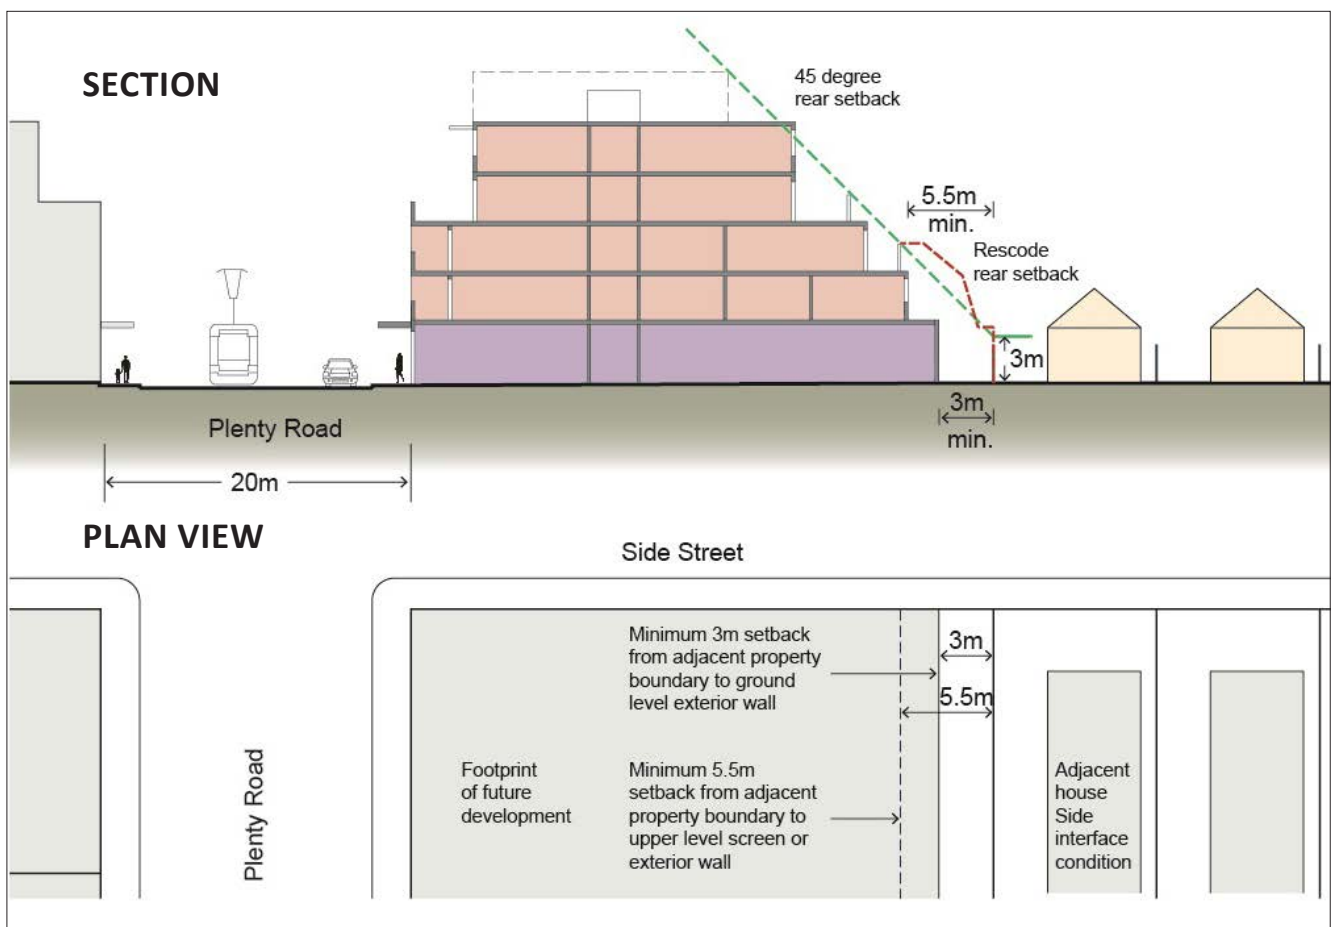 SECTION
45 degree
rear setback
5.5m
min.
Rescode
rear setback
3m
3m
min.
Plenty Road
20m
PLAN VIEW
Side Street
Minimum 3m setback
from adjacent property
boundary to ground
level exterior wall
3m
5.5m
Plenty Road
Footprint
of future
development
Minimum 5.5m
setback from adjacent
property boundary to
upper level screen or
exterior wall
Adjacent
house
Side
interface
condition